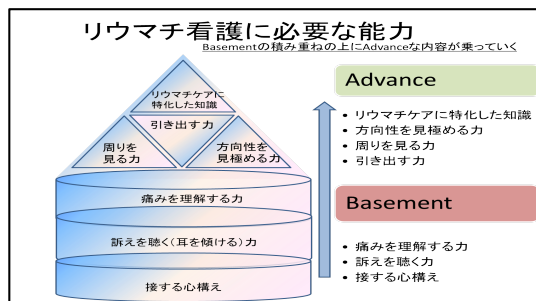 リウマチ看護に必要な能力
Basementの積み重ねの上にAdvanceな内容が乗っていく
リウマチケアに
特化した知識
引き出す力
周りを
見る力
方向性を
見極める力
痛みを理解する力
訴えを聴く(耳を傾ける)力
接する心構え
Advance
• リウマチケアに特化した知識
• 方向性を見極める力
• 周りを見る力
• 引き出す力
Basement
• 痛みを理解する力
• 訴えを聴く力
• 接する心構え